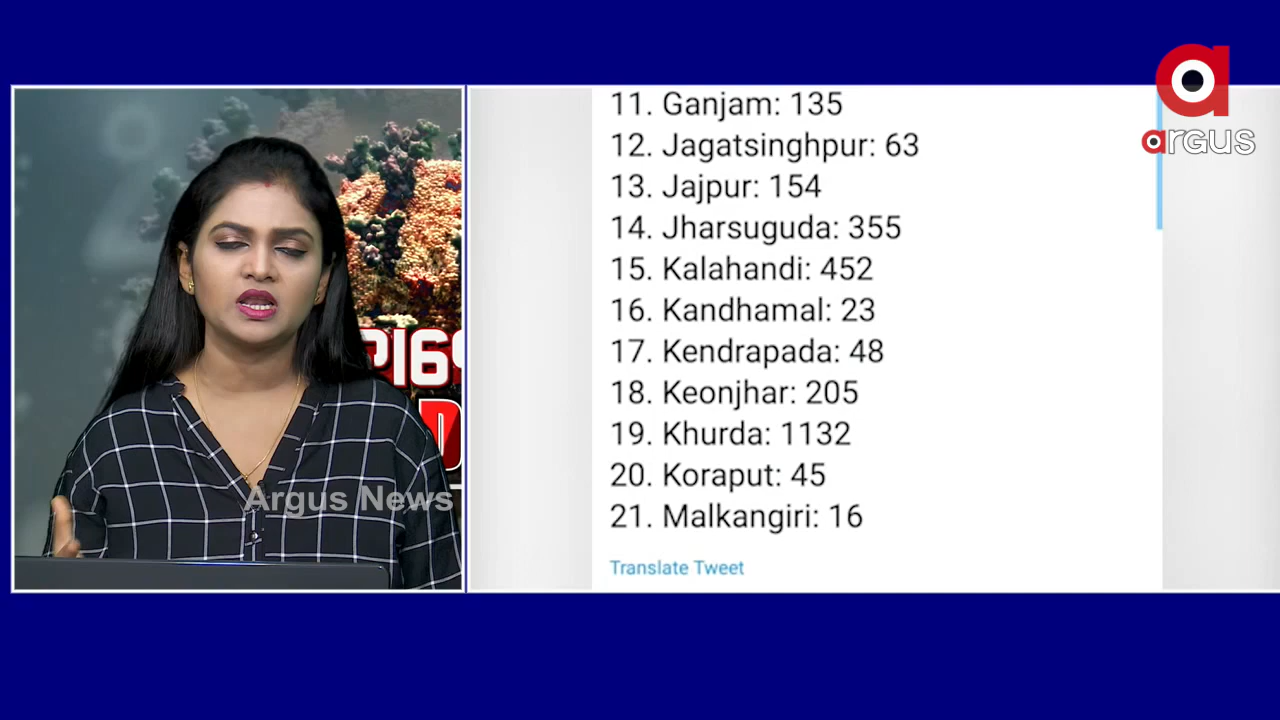 argus
11. Ganjam: 135
12. Jagatsinghpur: 63
13. Jajpur: 154
14. Jharsuguda: 355
15. Kalahandi: 452
16. Kandhamal: 23
17. Kendrapada: 48
18. Keonjhar: 205
19. Khurda: 1132
20. Koraput: 45
21. Malkangiri: 16
Translate Tweet
Argus News